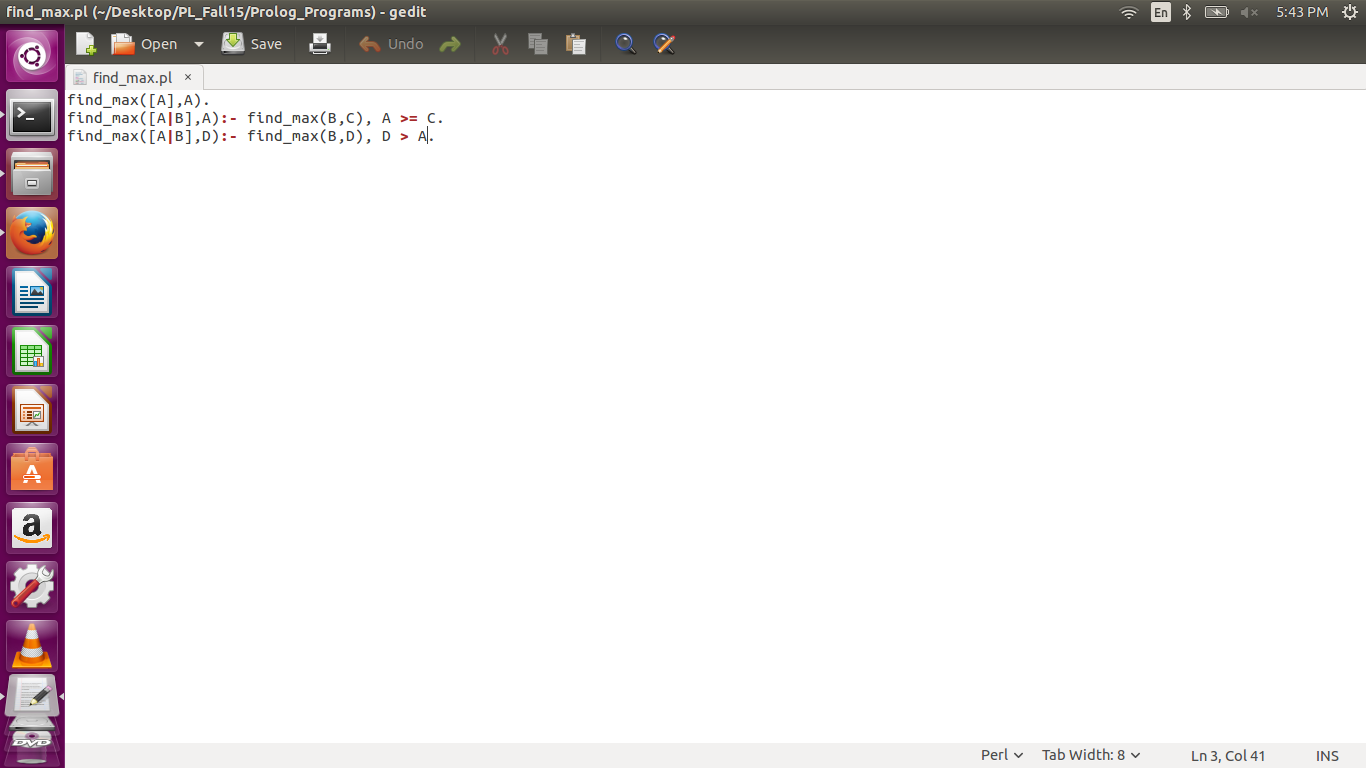 find_max.pl (~/Desktop/PL_Fall15/Prolog_Programs) - gedit
En
5:43 PM
Open
Save
Undo
find_max.pl ×
find_max([A],A).
find_max([A|B],A):- find_max(B,C), A >= C.
find_max([A|B],D):- find_max(B,D), D > A.
Perl
Tab Width: 8
Ln 3, Col 41
INS